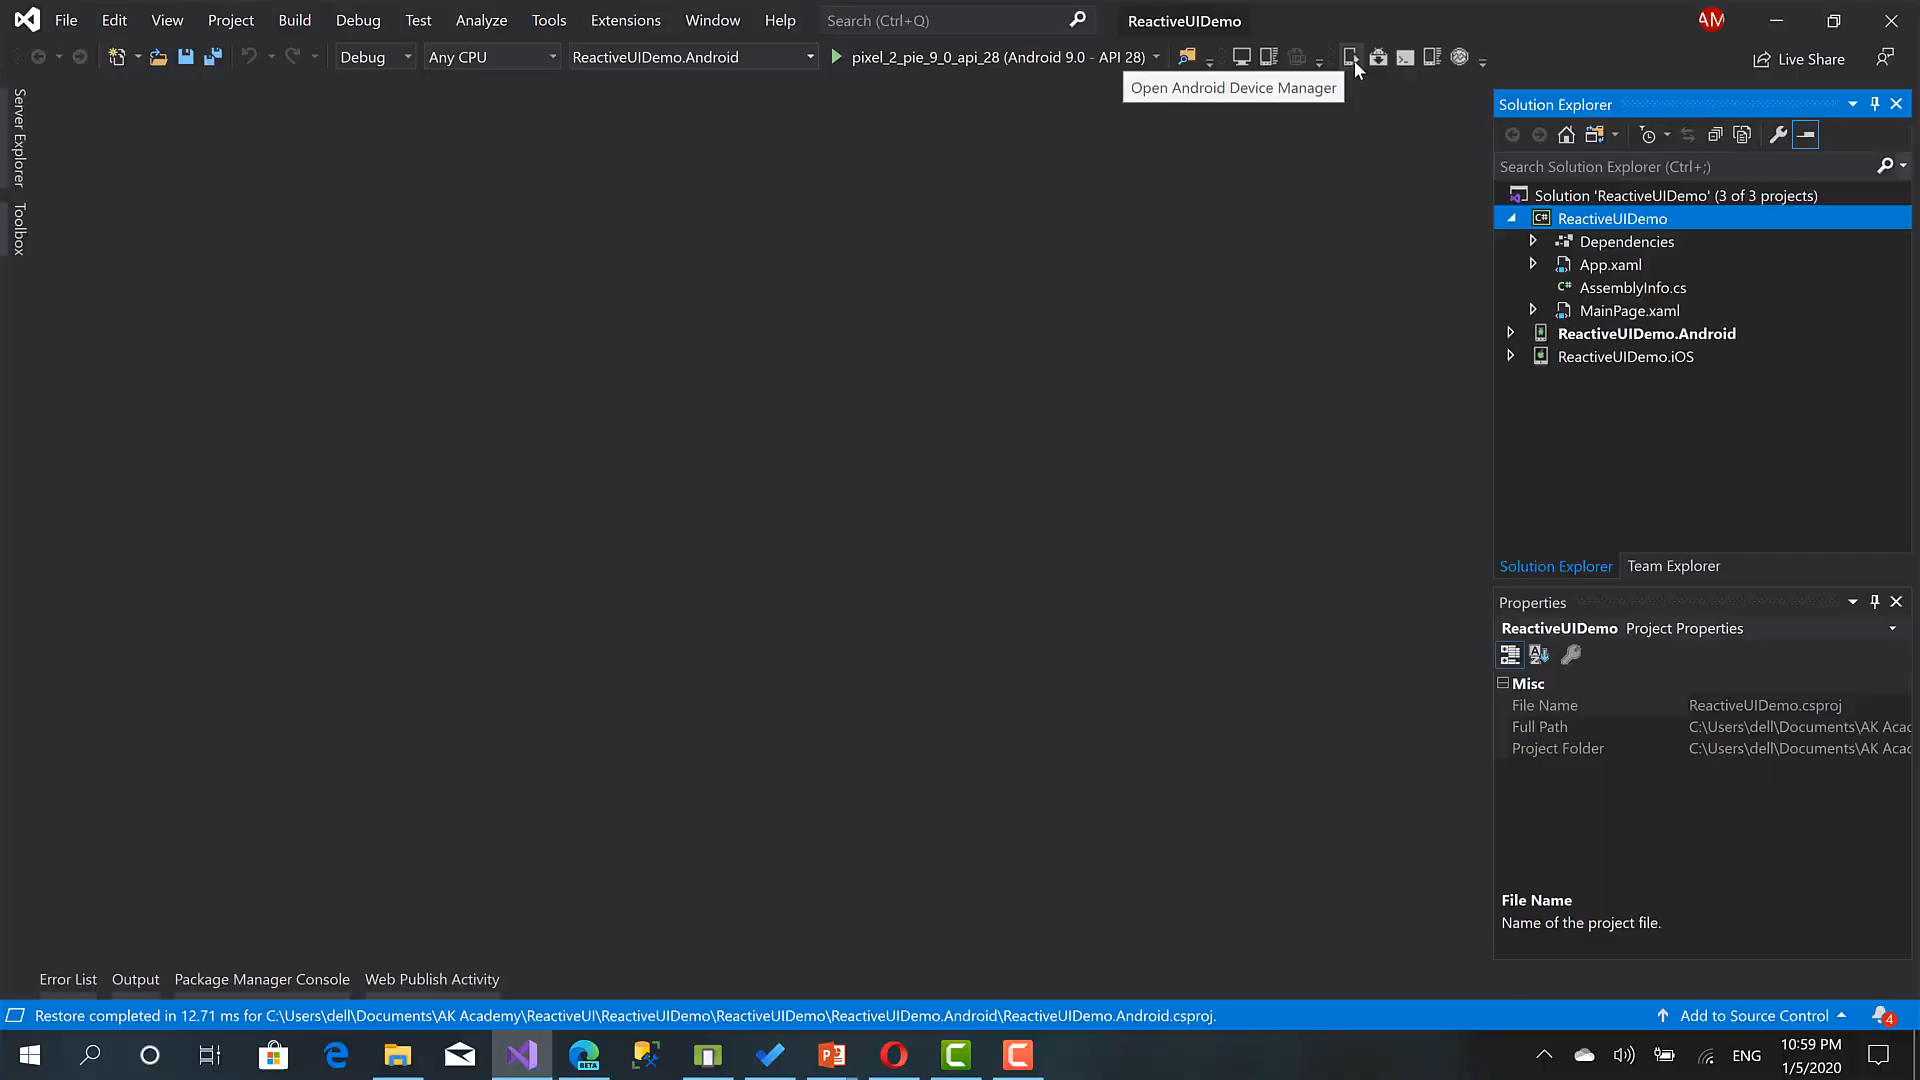 File Edit View Project Build Debug Test Analyze Tools Extensions Window Help Search (Ctrl+Q) ReactiveUIDemo AM
Debug Any CPU ReactiveUIDemo.Android pixel_2_pie_9_0_api_28 (Android 9.0 - API 28) Live Share
Open Android Device Manager
Server Explorer
Toolbox
Solution Explorer
Search Solution Explorer (Ctrl+;)
Solution 'ReactiveUIDemo' (3 of 3 projects)
C# ReactiveUIDemo
Dependencies
App.xaml
C# AssemblyInfo.cs
MainPage.xaml
ReactiveUIDemo.Android
ReactiveUIDemo.iOS
Solution Explorer Team Explorer
Properties
ReactiveUIDemo Project Properties
Misc
File Name ReactiveUIDemo.csproj
Full Path C:\Users\dell\Documents\AK Acac
Project Folder C:\Users\dell\Documents\AK Acac
File Name
Name of the project file.
Error List Output Package Manager Console Web Publish Activity
Restore completed in 12.71 ms for C:\Users\dell\Documents\AK Academy\ReactiveUI\ReactiveUIDemo\ReactiveUIDemo\ReactiveUIDemo.Android\ReactiveUIDemo.Android.csproj. Add to Source Control 4
BETA
ENG
10:59 PM
1/5/2020